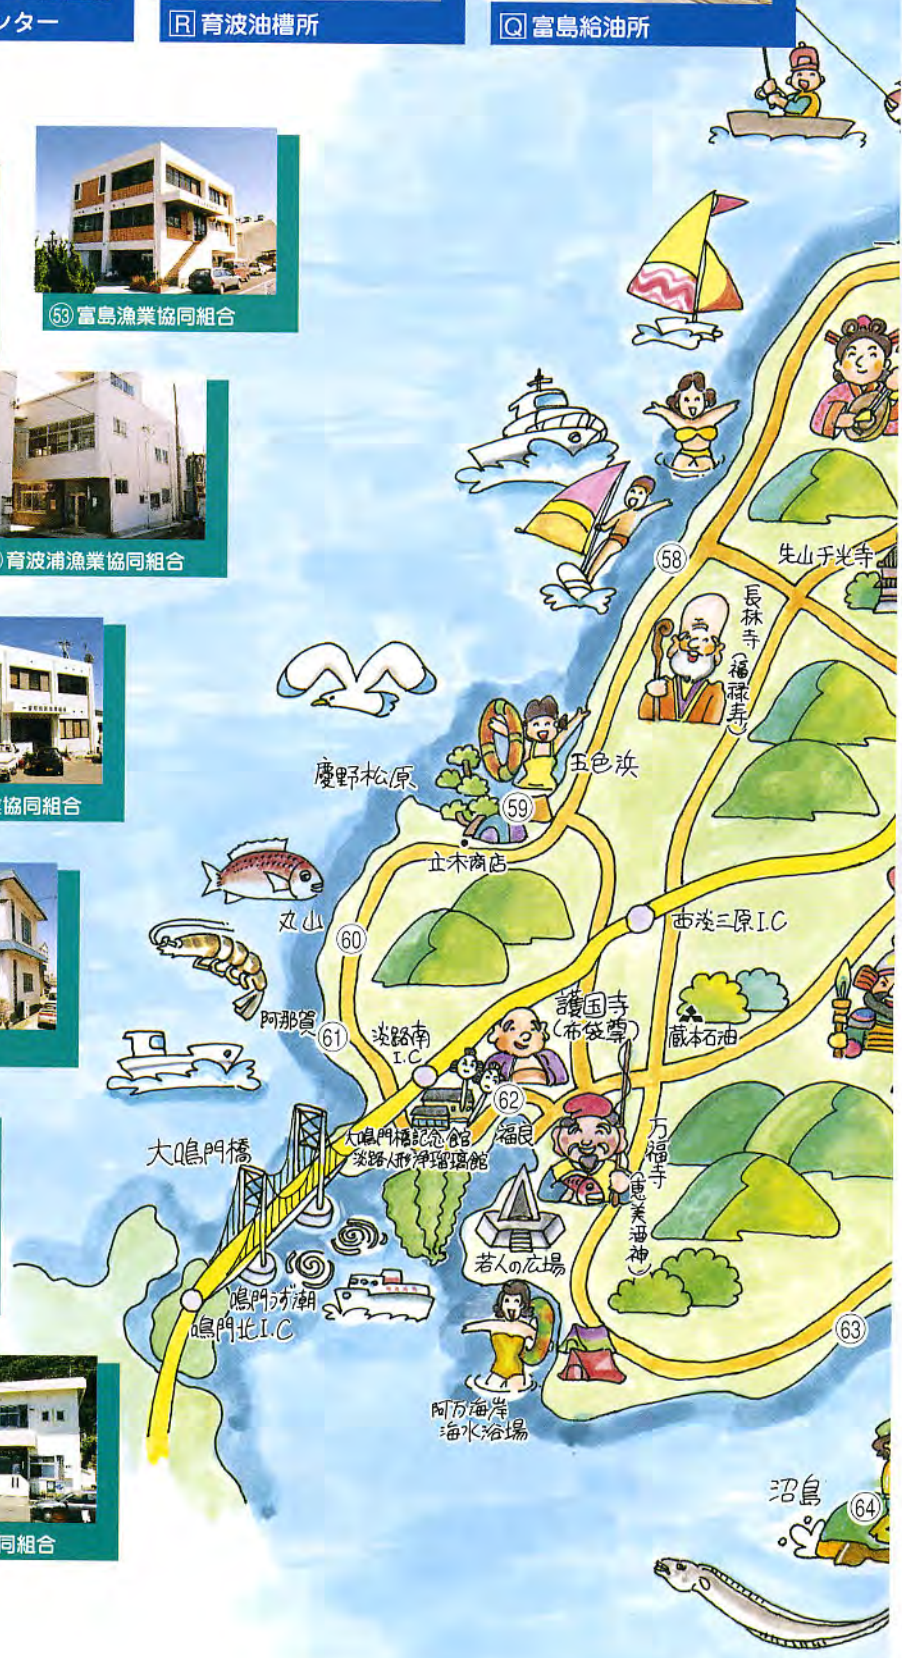 ンター
R 育波油槽所
Q 富島給油所
53 富島漁業協同組合
育波浦漁業協同組合
協同組合
同組合
58
先山千光寺
長林寺(福禄寿)
慶野松原
五色浜
59
立木商店
丸山
60
西淡三原I.C
阿那賀
61
淡路南
I.C
護国寺
(布袋尊)
蔵本石油
62
福良
大鳴門橋
大鳴門橋記念館
淡路人形浄瑠璃館
万福寺(恵美酒神)
若人の広場
鳴門うず潮
鳴門北I.C
63
阿万海岸
海水浴場
沼島
64